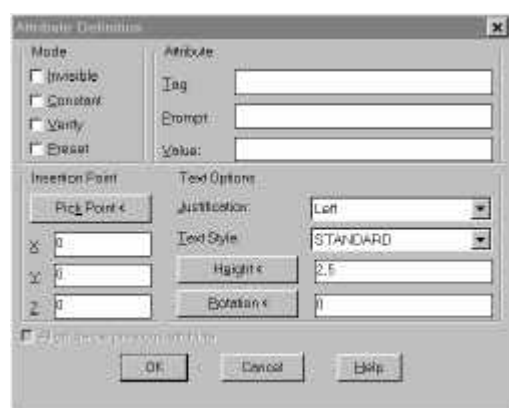 Attribute Definition
Mode
Invisible
Constant
Verify
Preset
Attribute
Tag
Prompt
Value:
Insertion Point
Pick Point <
X 0
Y 0
Z 0
Text Options
Justification: Left
Text Style: STANDARD
Height < 2.5
Rotation < 0
OK Cancel Help